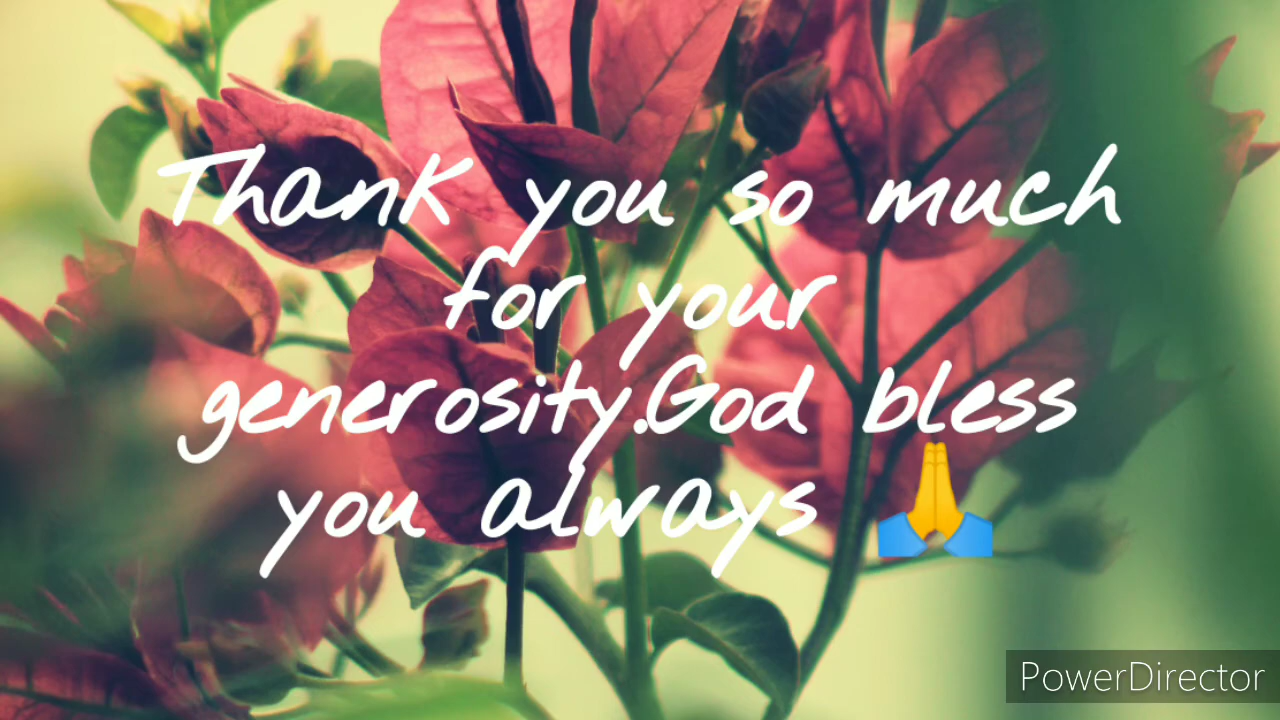 Thank you so much
for your
generosity.God bless
you always 🙏
PowerDirector